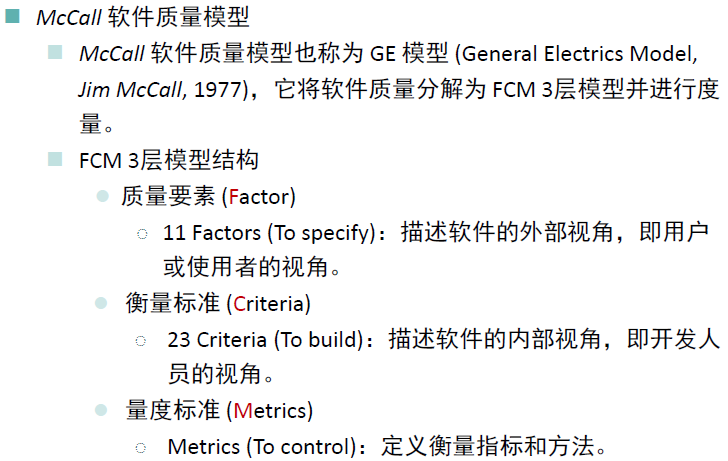 McCall 软件质量模型
McCall 软件质量模型也称为 GE 模型 (General Electrics Model,
Jim McCall, 1977)，它将软件质量分解为 FCM 3层模型并进行度
量。
FCM 3层模型结构
质量要素 (Factor)
11 Factors (To specify)：描述软件的外部视角，即用户
或使用者的视角。
衡量标准 (Criteria)
23 Criteria (To build)：描述软件的内部视角，即开发人
员的视角。
量度标准 (Metrics)
Metrics (To control)：定义衡量指标和方法。